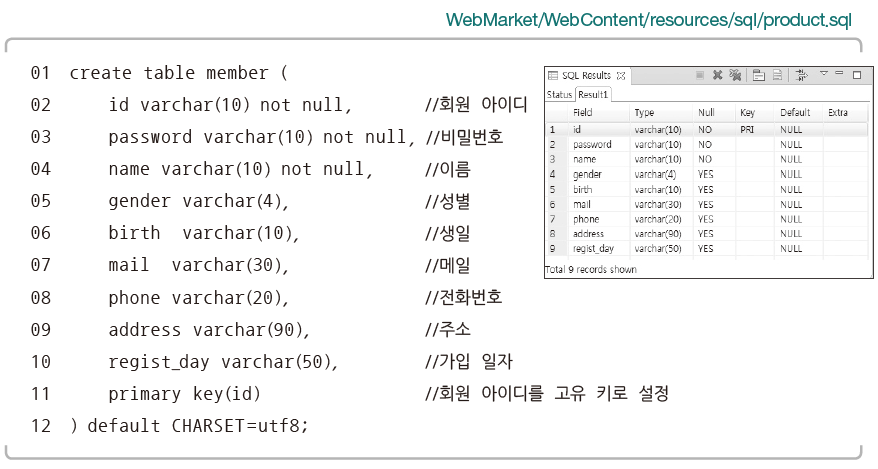 WebMarket/WebContent/resources/sql/product.sql
01 create table member (
02 id varchar(10) not null, //회원 아이디
03 password varchar(10) not null, //비밀번호
04 name varchar(10) not null, //이름
05 gender varchar(4), //성별
06 birth varchar(10), //생일
07 mail varchar(30), //메일
08 phone varchar(20), //전화번호
09 address varchar(90), //주소
10 regist_day varchar(50), //가입 일자
11 primary key(id) //회원 아이디를 고유 키로 설정
12 ) default CHARSET=utf8;
SQL Results
Status Result1
Field Type Null Key Default Extra
1 id varchar(10) NO PRI NULL
2 password varchar(10) NO NULL
3 name varchar(10) NO NULL
4 gender varchar(4) YES NULL
5 birth varchar(10) YES NULL
6 mail varchar(30) YES NULL
7 phone varchar(20) YES NULL
8 address varchar(90) YES NULL
9 regist_day varchar(50) YES NULL
Total 9 records shown